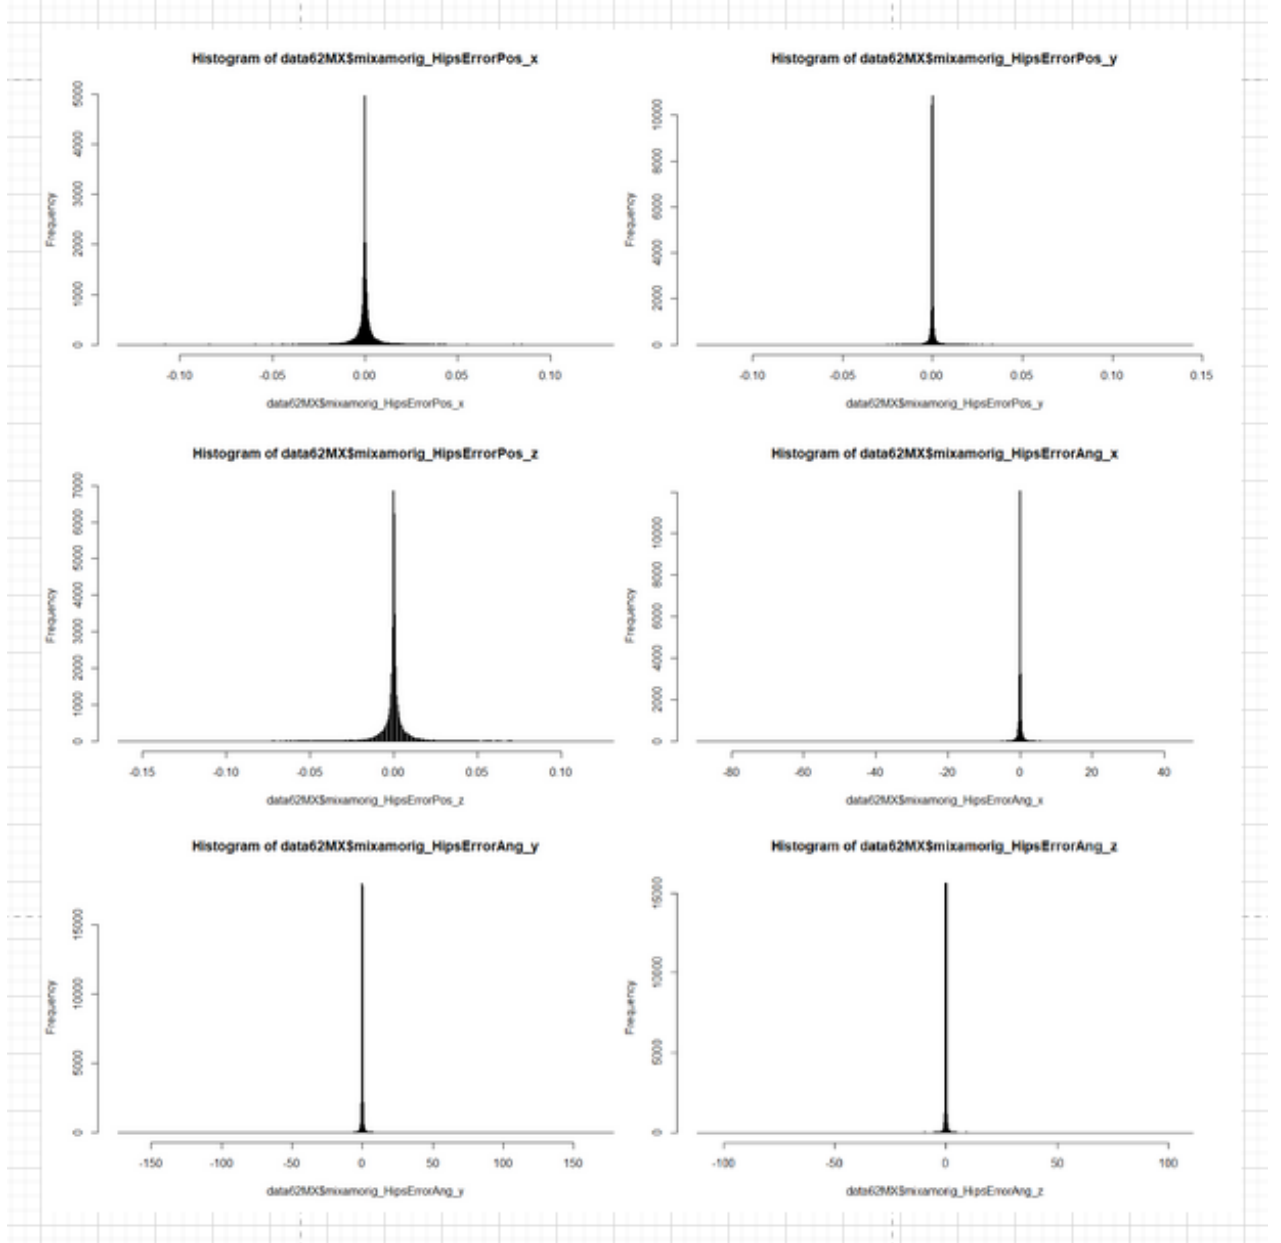 Histogram of data62MX$mixamorig_HipsErrorPos_x
Frequency
0 1000 2000 3000 4000 5000
-0.10 -0.05 0.00 0.05 0.10
data62MX$mixamorig_HipsErrorPos_x
Histogram of data62MX$mixamorig_HipsErrorPos_y
Frequency
0 2000 4000 6000 8000 10000
-0.10 -0.05 0.00 0.05 0.10 0.15
data62MX$mixamorig_HipsErrorPos_y
Histogram of data62MX$mixamorig_HipsErrorPos_z
Frequency
0 1000 2000 3000 4000 5000 6000 7000
-0.15 -0.10 -0.05 0.00 0.05 0.10
data62MX$mixamorig_HipsErrorPos_z
Histogram of data62MX$mixamorig_HipsErrorAng_x
Frequency
0 2000 4000 6000 8000 10000
-80 -60 -40 -20 0 20 40
data62MX$mixamorig_HipsErrorAng_x
Histogram of data62MX$mixamorig_HipsErrorAng_y
Frequency
0 5000 10000 15000
-150 -100 -50 0 50 100 150
data62MX$mixamorig_HipsErrorAng_y
Histogram of data62MX$mixamorig_HipsErrorAng_z
Frequency
0 5000 10000 15000
-100 -50 0 50 100
data62MX$mixamorig_HipsErrorAng_z